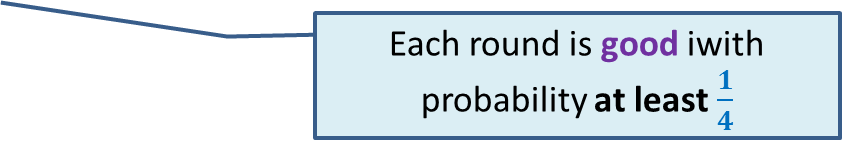 Each round is good iwith
probability at least 1/4